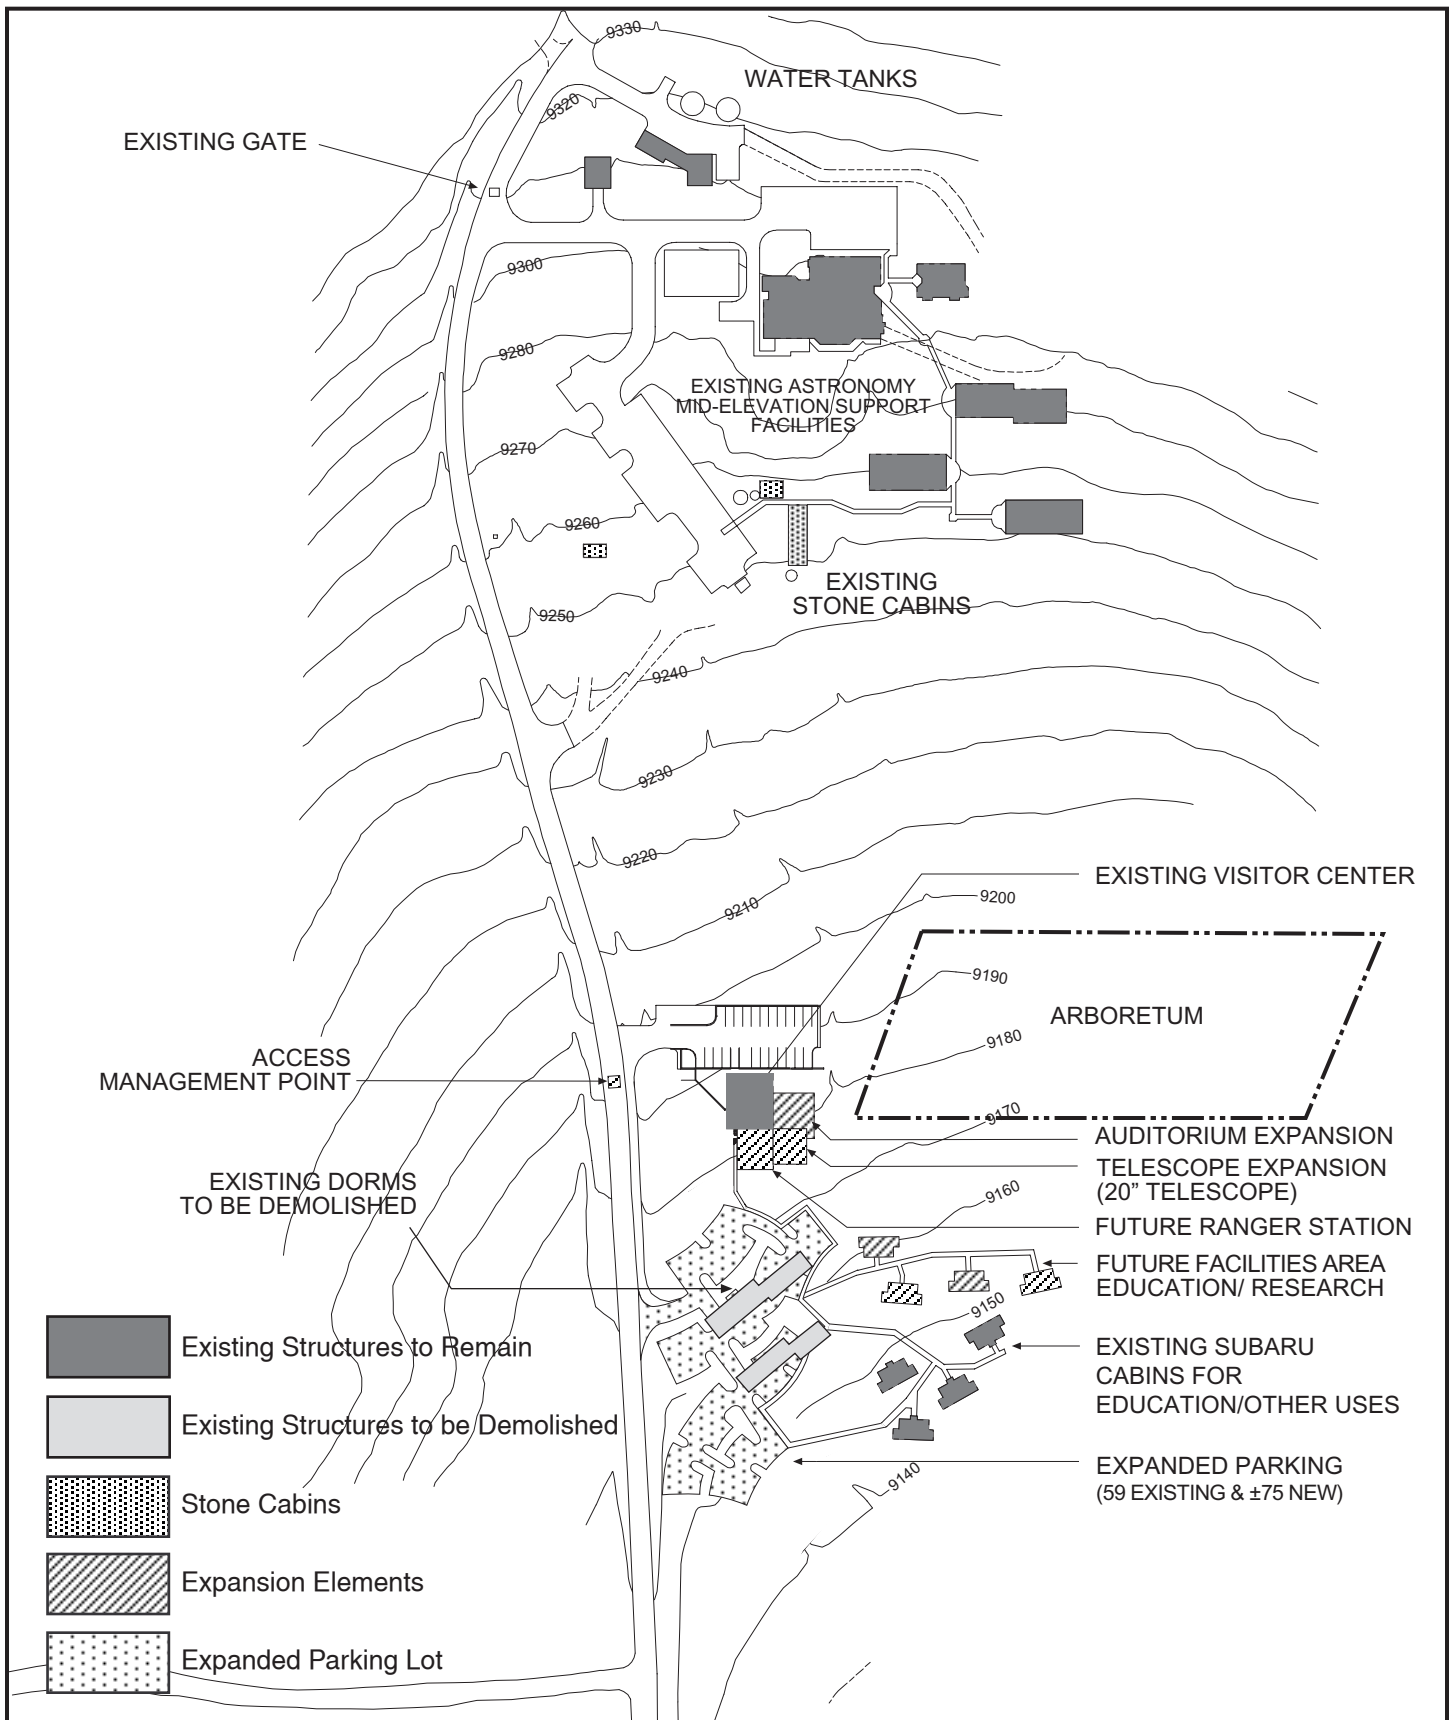 9330
WATER TANKS
9320
EXISTING GATE
9300
9280
EXISTING ASTRONOMY
MID-ELEVATION SUPPORT
FACILITIES
9270
9260
EXISTING
STONE CABINS
9250
9240
9230
9220
EXISTING VISITOR CENTER
9210
9200
9190
ARBORETUM
9180
ACCESS
MANAGEMENT POINT
9170
AUDITORIUM EXPANSION
TELESCOPE EXPANSION
(20” TELESCOPE)
EXISTING DORMS
TO BE DEMOLISHED
9160
FUTURE RANGER STATION
FUTURE FACILITIES AREA
EDUCATION/ RESEARCH
9150
EXISTING SUBARU
CABINS FOR
EDUCATION/OTHER USES
EXPANDED PARKING
(59 EXISTING & ±75 NEW)
9140
Existing Structures to Remain
Existing Structures to be Demolished
Stone Cabins
Expansion Elements
Expanded Parking Lot